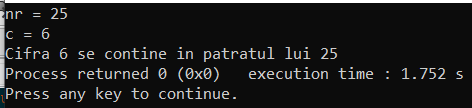 nr = 25
c = 6
Cifra 6 se contine in patratul lui 25
Process returned 0 (0x0)   execution time : 1.752 s
Press any key to continue.